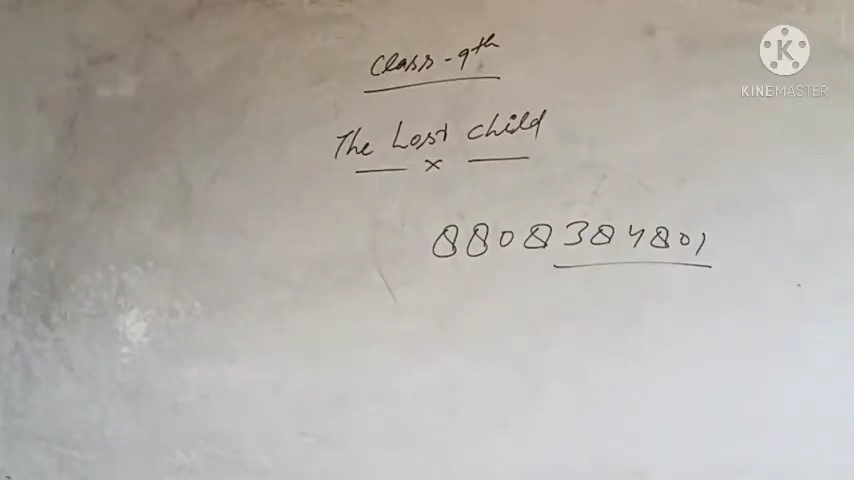 Class - 9th
The Lost child
x
8808384801
KINEMASTER